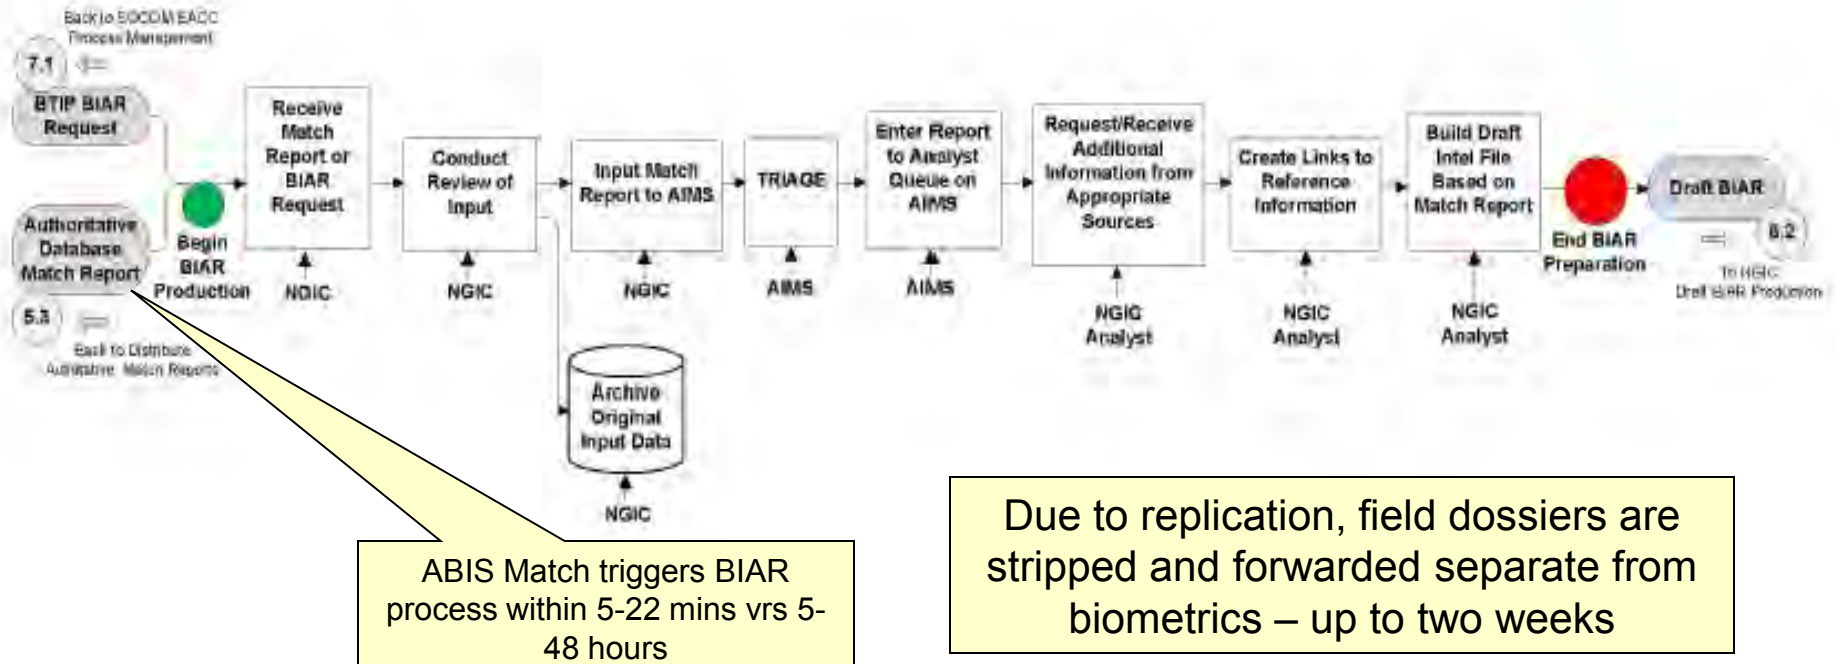 Back to SOCOM EACC
Process Management
7.1
BTIP BIAR
Request
Authoritative
Database
Match Report
5.3
Back to Distribute
Match Reports
Begin
BIAR
Production
Receive
Match
Report or
BIAR
Request
NGIC
Conduct
Review of
Input
NGIC
Archive
Original
Input Data
NGIC
Input Match
Report to AIMS
NGIC
TRIAGE
AIMS
Enter Report
to Analyst
Queue on
AIMS
AIMS
Request/Receive
Additional
Information from
Appropriate
Sources
NGIC
Analyst
Create Links to
Reference
Information
NGIC
Analyst
Build Draft
Intel File
Based on
Match Report
NGIC
Analyst
End BIAR
Preparation
Draft BIAR
To NGIC
Draft BIAR Production
ABIS Match triggers BIAR
process within 5-22 mins vrs 5-
48 hours
Due to replication, field dossiers are
stripped and forwarded separate from
biometrics – up to two weeks